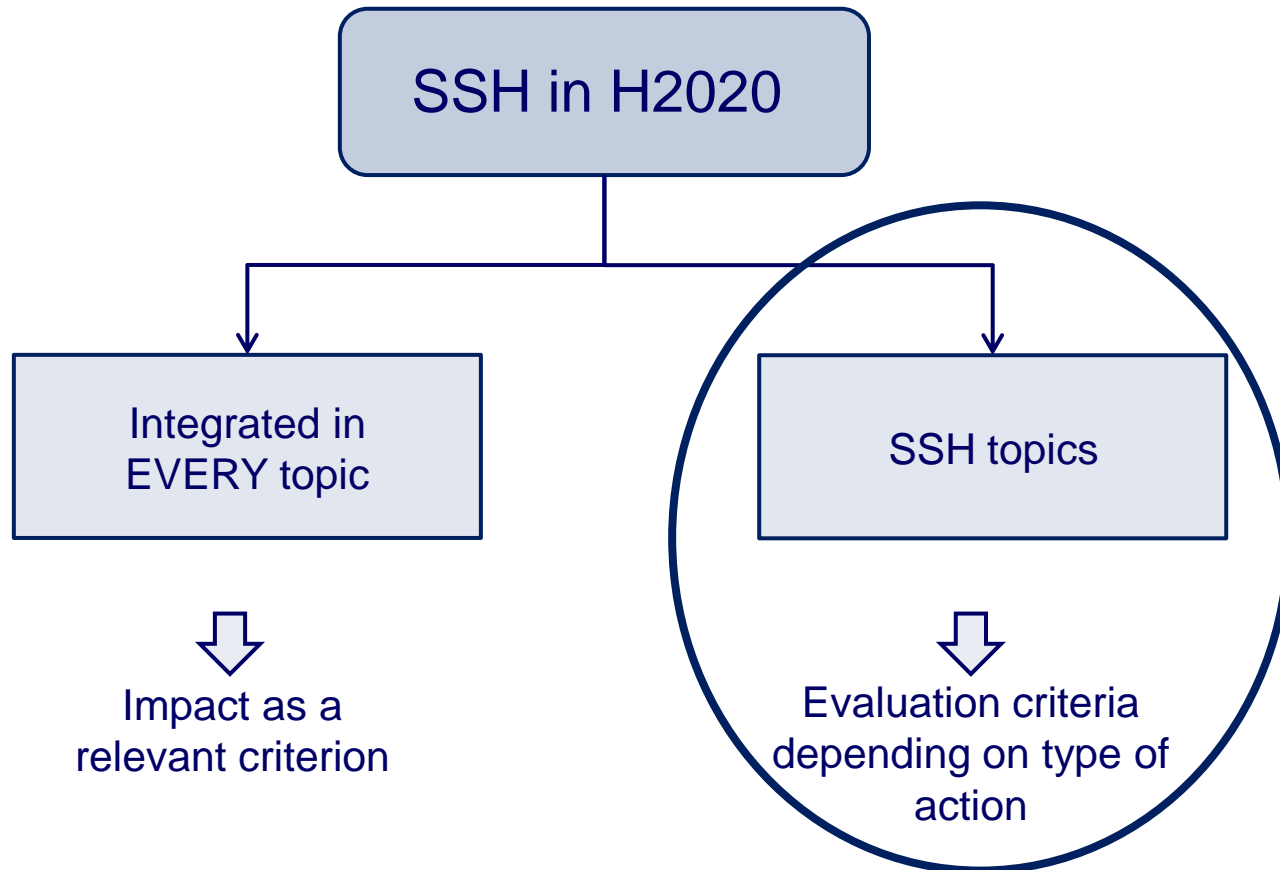 SSH in H2020
Integrated in
EVERY topic
SSH topics
Impact as a
relevant criterion
Evaluation criteria
depending on type of
action